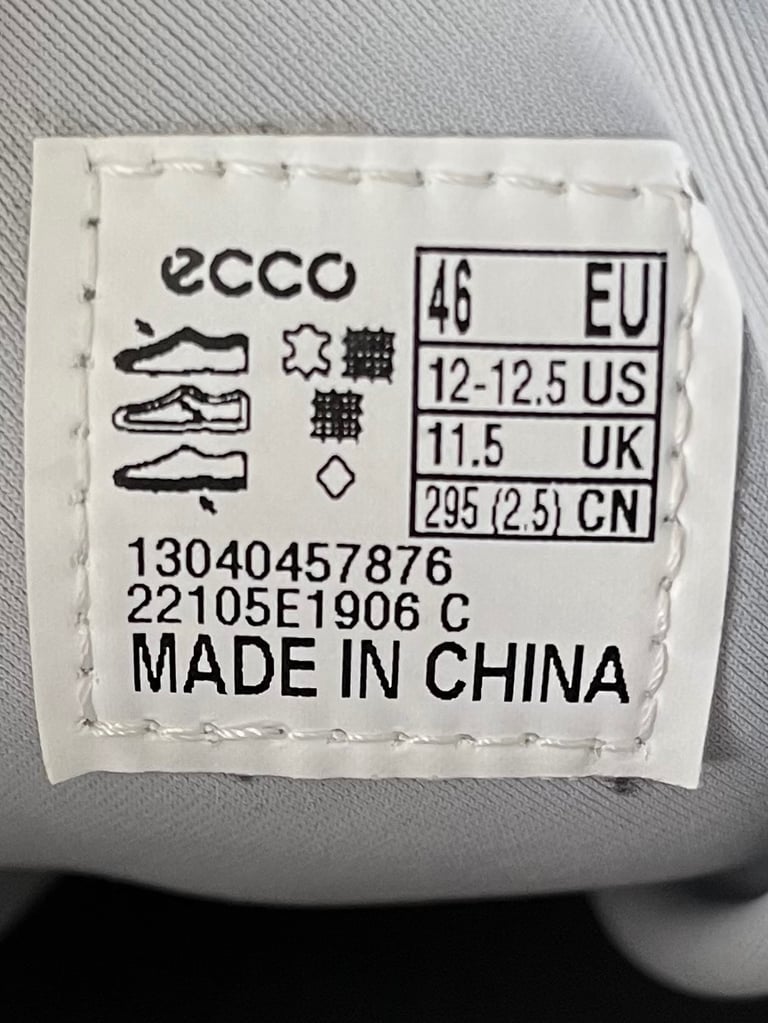 ecco
46 EU
12-12.5 US
11.5 UK
295 (2.5) CN
13040457876
22105E1906 C
MADE IN CHINA